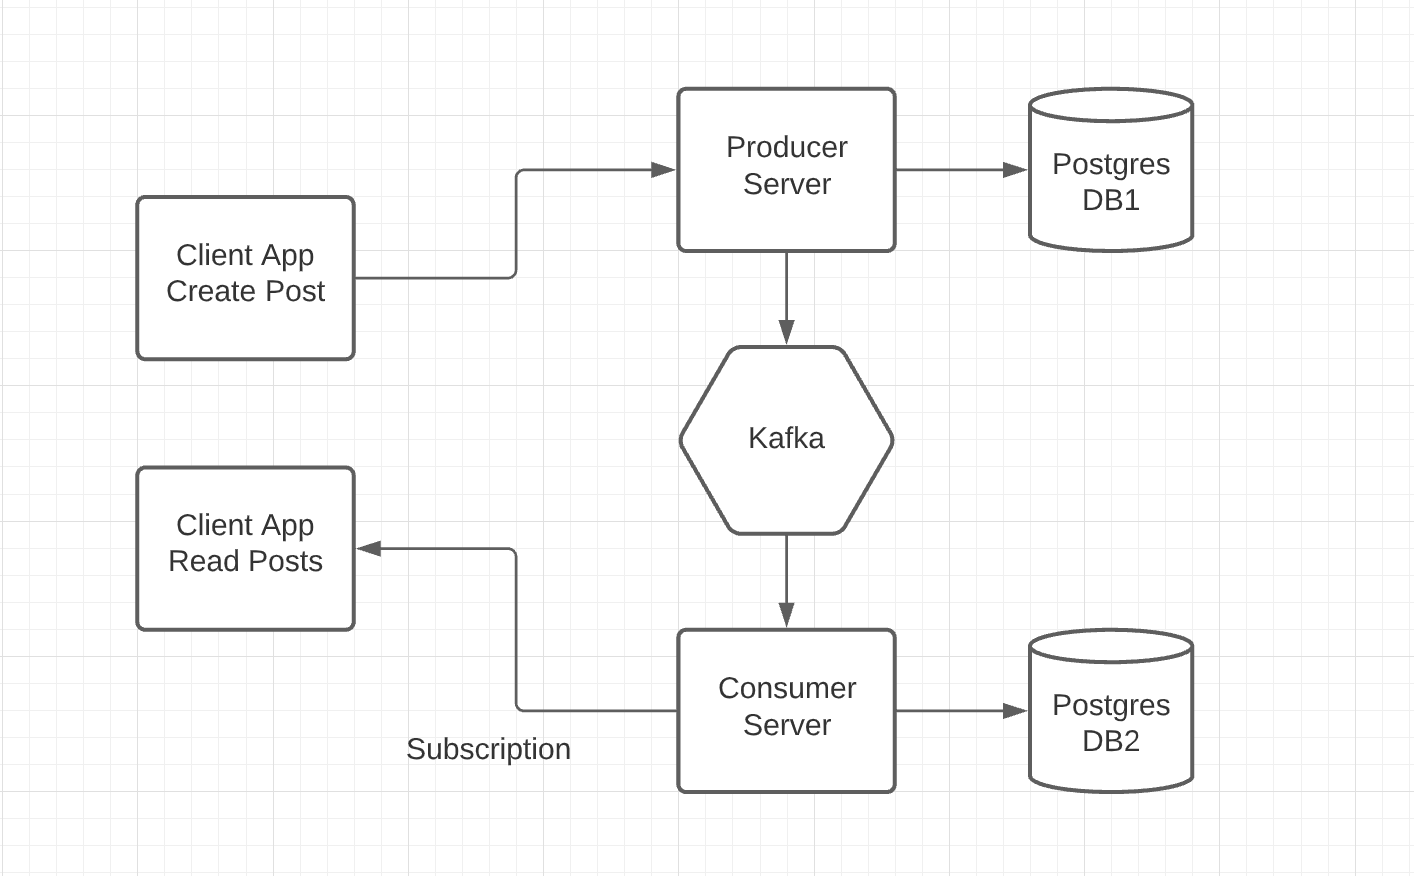 Producer
Server
Postgres
DB1
Client App
Create Post
Kafka
Client App
Read Posts
Consumer
Server
Postgres
DB2
Subscription